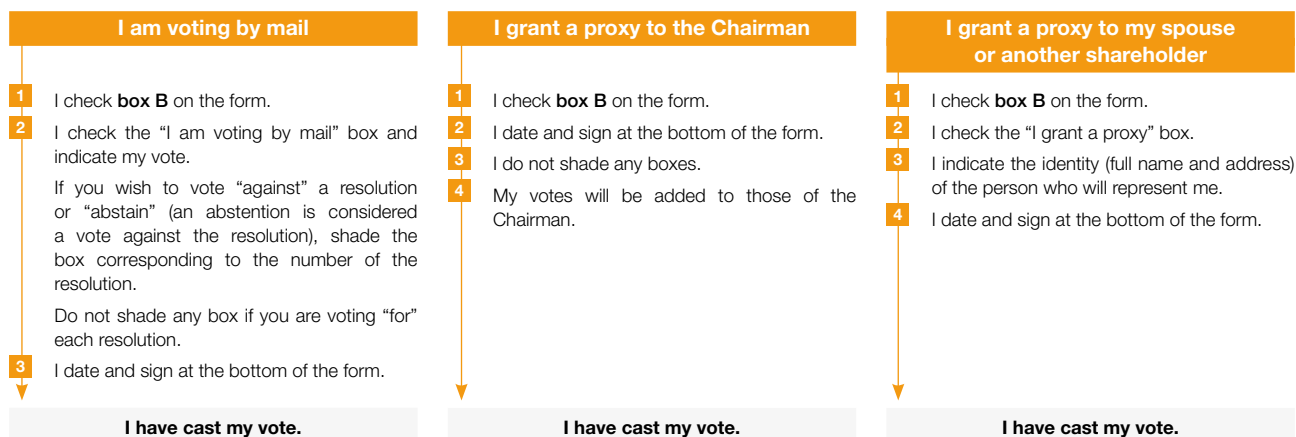 I am voting by mail
1 I check box B on the form.
2 I check the “I am voting by mail” box and
indicate my vote.
If you wish to vote “against” a resolution
or “abstain” (an abstention is considered
a vote against the resolution), shade the
box corresponding to the number of the
resolution.
Do not shade any box if you are voting “for”
each resolution.
3 I date and sign at the bottom of the form.
I have cast my vote.
I grant a proxy to the Chairman
1 I check box B on the form.
2 I date and sign at the bottom of the form.
3 I do not shade any boxes.
4 My votes will be added to those of the
Chairman.
I have cast my vote.
I grant a proxy to my spouse
or another shareholder
1 I check box B on the form.
2 I check the “I grant a proxy” box.
3 I indicate the identity (full name and address)
of the person who will represent me.
4 I date and sign at the bottom of the form.
I have cast my vote.